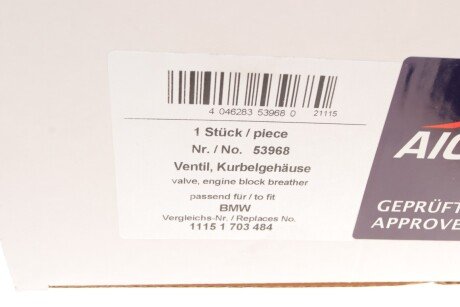 4 046283 53968 0 21115
1 Stück / piece
Nr. / No. 53968
Ventil, Kurbelgehäuse
valve, engine block breather
passend für / to fit
BMW
Vergleichs-Nr. / Replaces No.
1115 1 703 484
AIC
GEPRÜFT
APPROVE